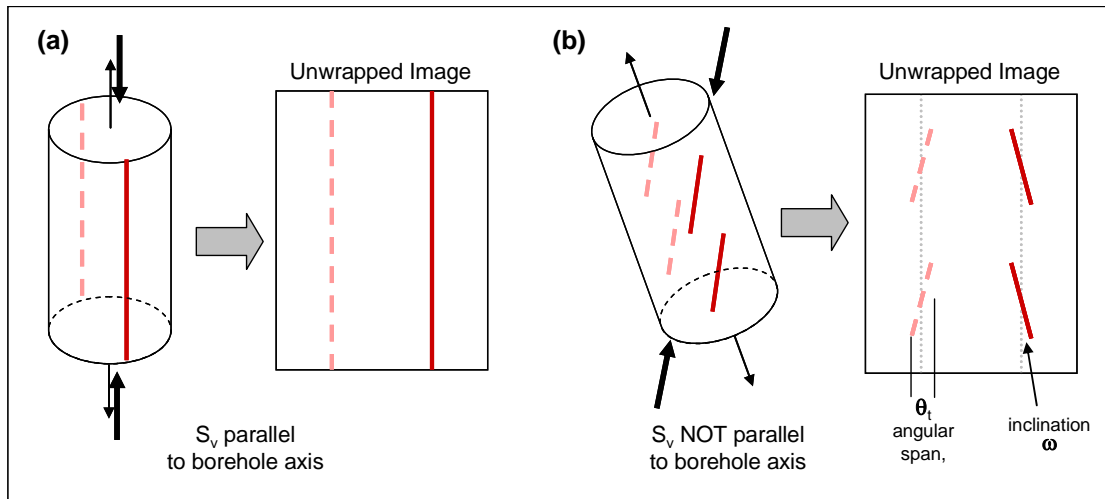 (a)
Unwrapped Image
S_v parallel
to borehole axis
(b)
Unwrapped Image
S_v NOT parallel
to borehole axis
θ_t
angular
span,
inclination
ω